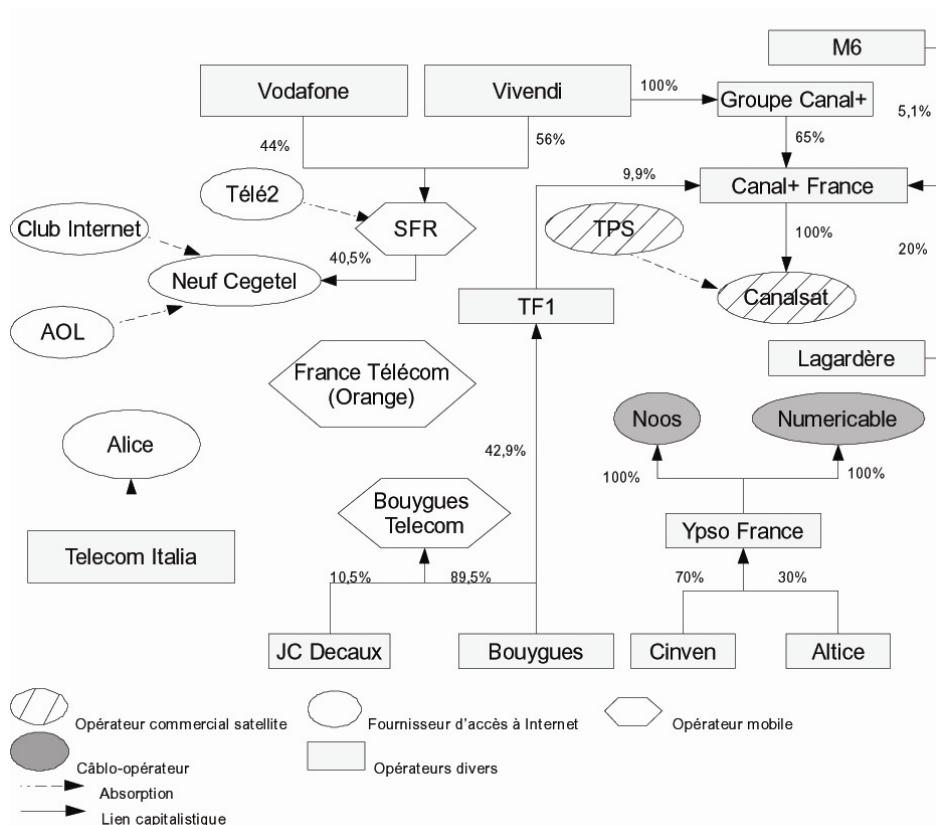 M6
Vodafone
Vivendi
100%
Groupe Canal+
5,1%
44%
56%
65%
Télé2
9,9%
Canal+ France
Club Internet
SFR
TPS
100%
20%
40,5%
Neuf Cegetel
Canalsat
AOL
TF1
France Télécom
(Orange)
Lagardère
Noos
Numericable
Alice
42,9%
100%
100%
Bouygues
Telecom
Ypso France
Telecom Italia
10,5%
89,5%
70%
30%
JC Decaux
Bouygues
Cinven
Altice
Opérateur commercial satellite
Fournisseur d'accès à Internet
Opérateur mobile
Câblo-opérateur
Opérateurs divers
Absorption
Lien capitalistique